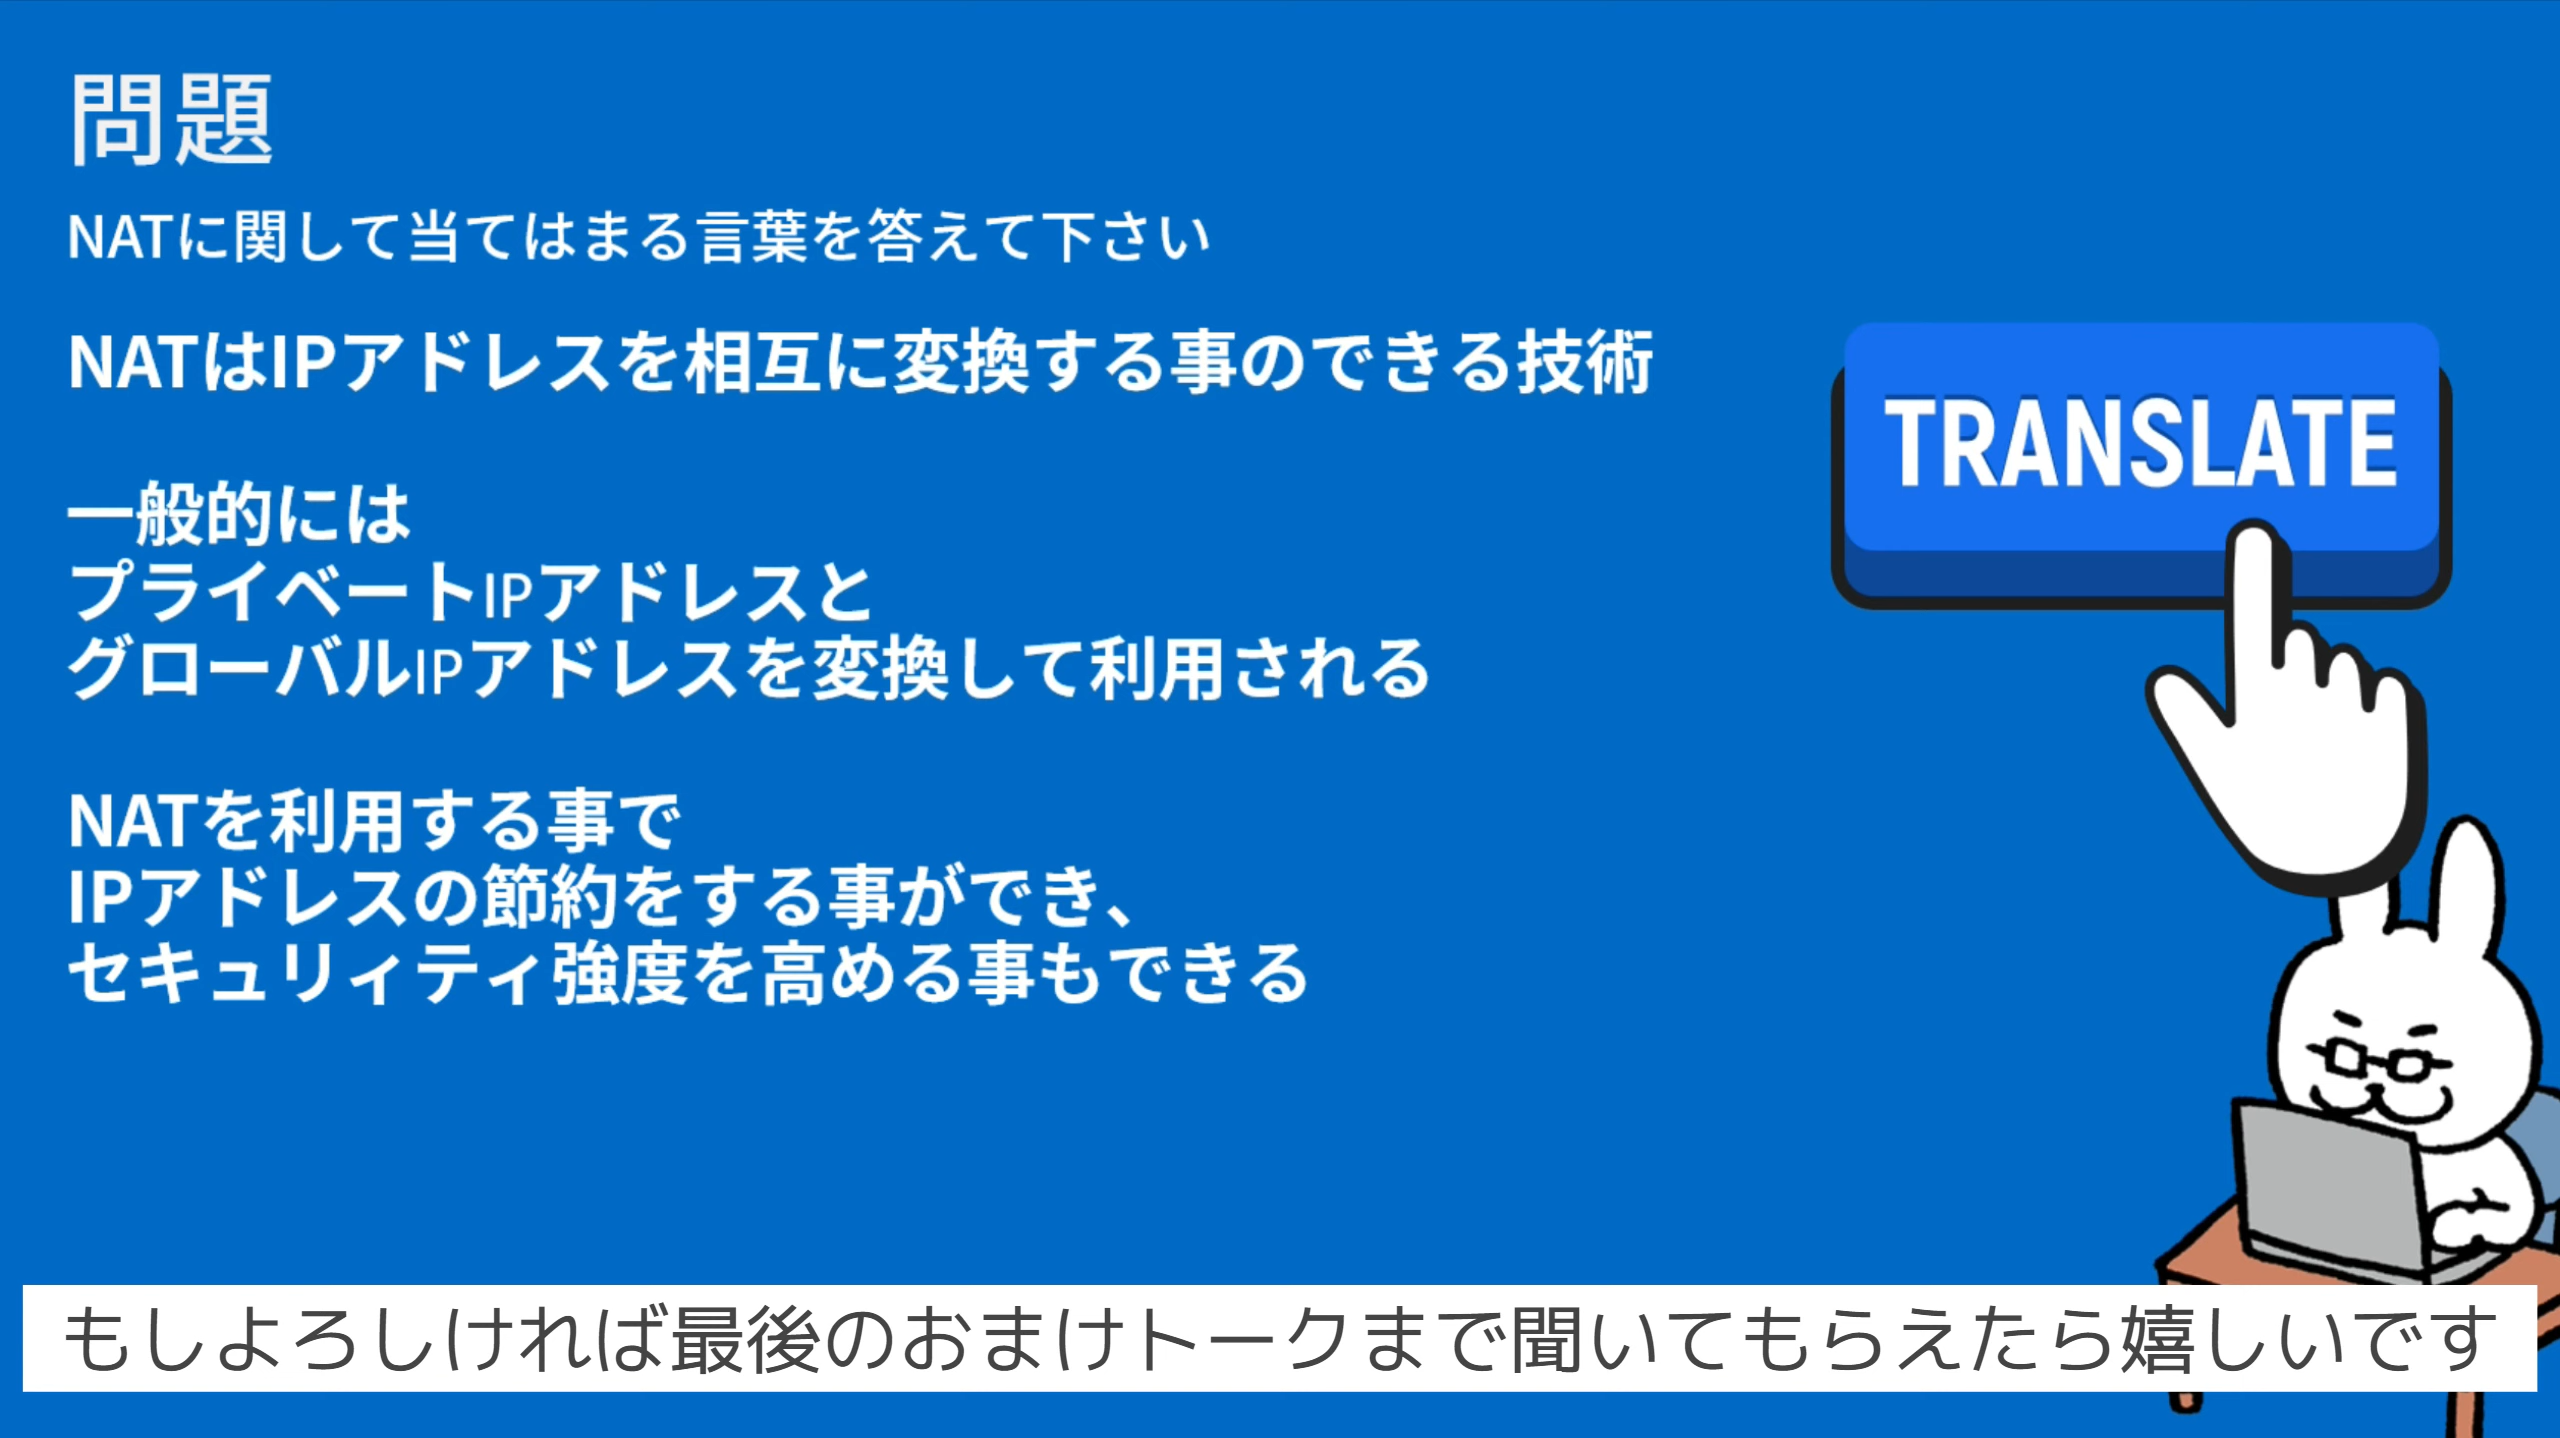 問題
NATに関して当てはまる言葉を答えて下さい
NATはIPアドレスを相互に変換する事のできる技術
一般的には
プライベートIPアドレスと
グローバルIPアドレスを変換して利用される
NATを利用する事で
IPアドレスの節約をする事ができ、
セキュリィティ強度を高める事もできる
TRANSLATE
もしよろしければ最後のおまけトークまで聞いてもらえたら嬉しいです